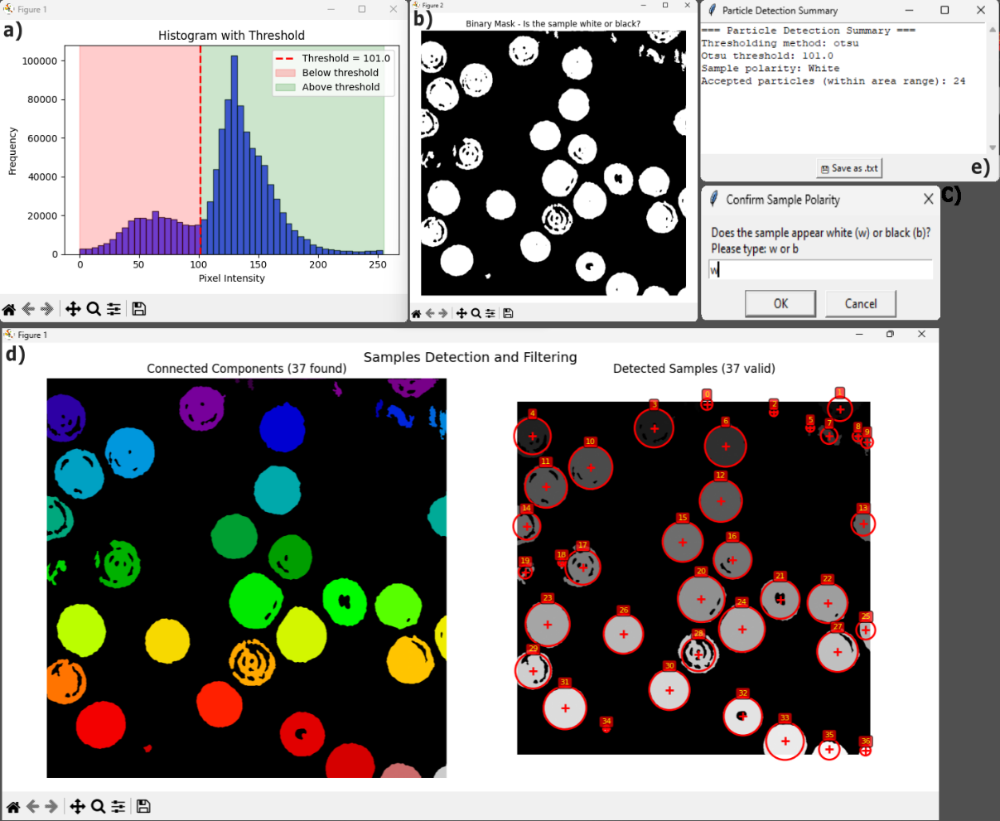 Figure 1
a)
Histogram with Threshold
Threshold = 101.0
Below threshold
Above threshold
100000
80000
60000
40000
20000
0
Frequency
0 50 100 150 200 250
Pixel Intensity
Figure 2
b)
Binary Mask - Is the sample white or black?
Particle Detection Summary
=== Particle Detection Summary ===
Thresholding method: otsu
Otsu threshold: 101.0
Sample polarity: White
Accepted particles (within area range): 24
Save as .txt
e)
Confirm Sample Polarity
c)
Does the sample appear white (w) or black (b)?
Please type: w or b
w
OK Cancel
Figure 1
d)
Samples Detection and Filtering
Connected Components (37 found)
Detected Samples (37 valid)
0
1
2
3
4
5
6
7
8
9
10
11
12
13
14
15
16
17
18
19
20
21
22
23
24
25
26
27
28
29
30
31
32
33
34
35
36